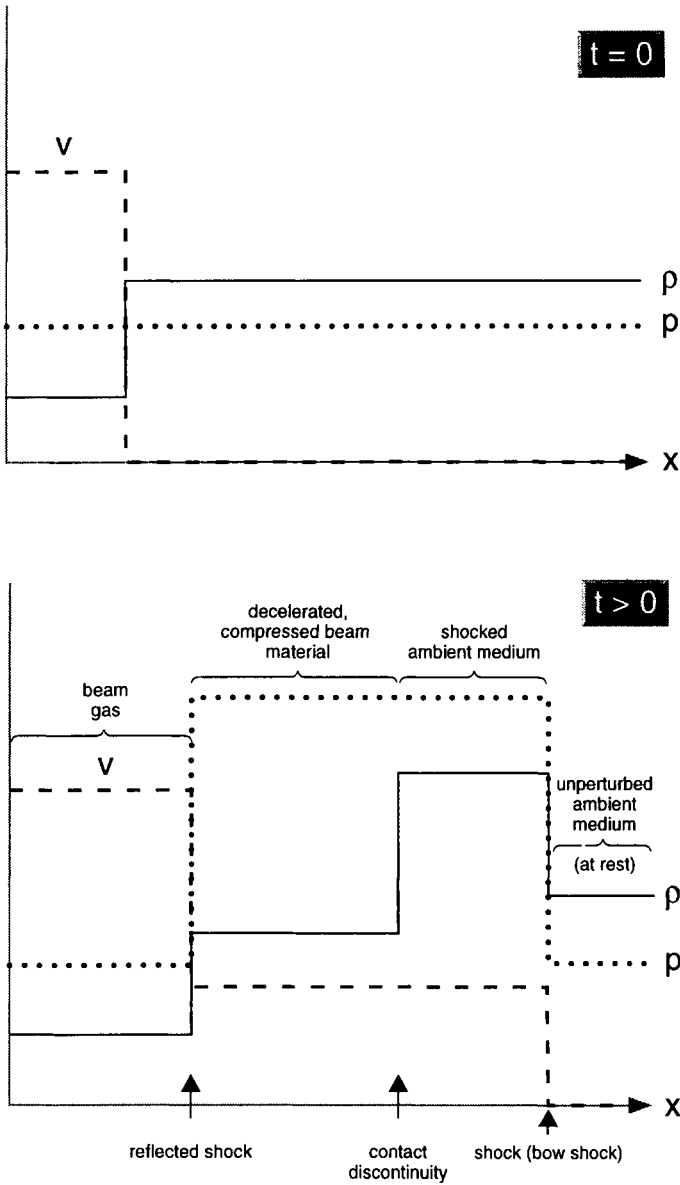 t = 0
v
ρ
p
x
t > 0
decelerated,
compressed beam
material
shocked
ambient medium
beam
gas
v
unperturbed
ambient
medium
(at rest)
ρ
p
x
reflected shock
contact
discontinuity
shock (bow shock)